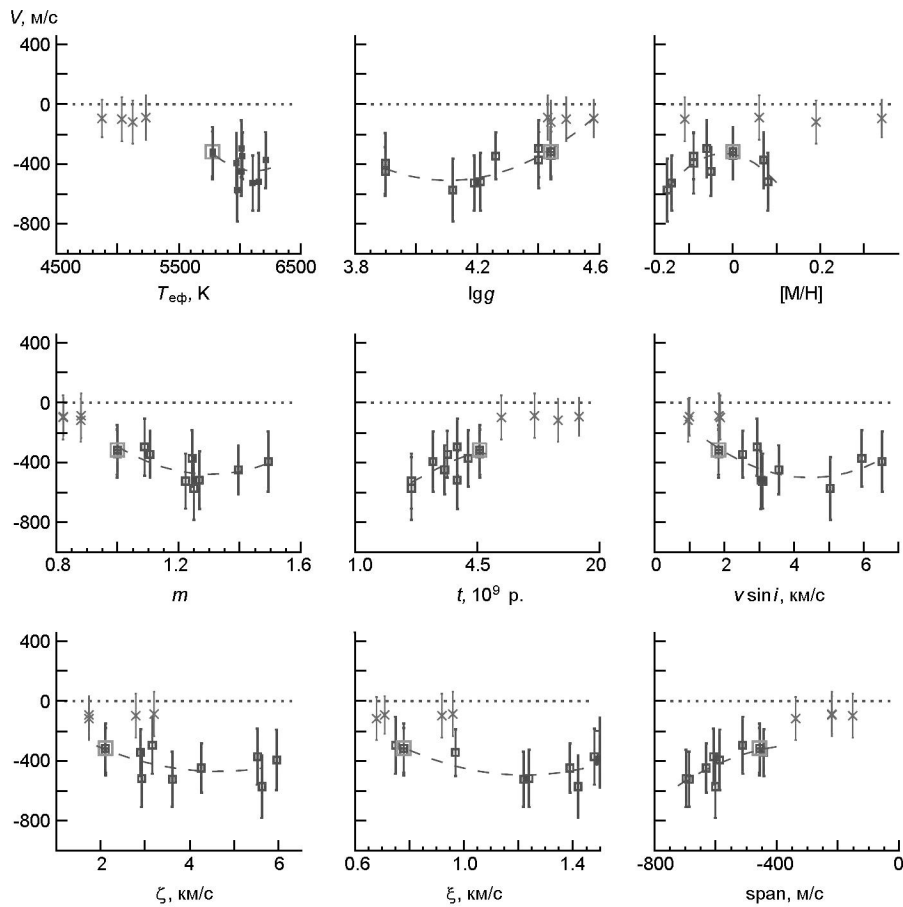 V, м/с
400
0
-400
-800
4500 5500 6500
T_еф, K
3.8 4.2 4.6
lgg
-0.2 0 0.2
[M/H]
400
0
-400
-800
0.8 1.2 1.6
m
1.0 4.5 20
t, 10⁹ р.
0 2 4 6
v sin i, км/с
400
0
-400
-800
2 4 6
ζ, км/с
0.6 1.0 1.4
ξ, км/с
-800 -400 0
span, м/с